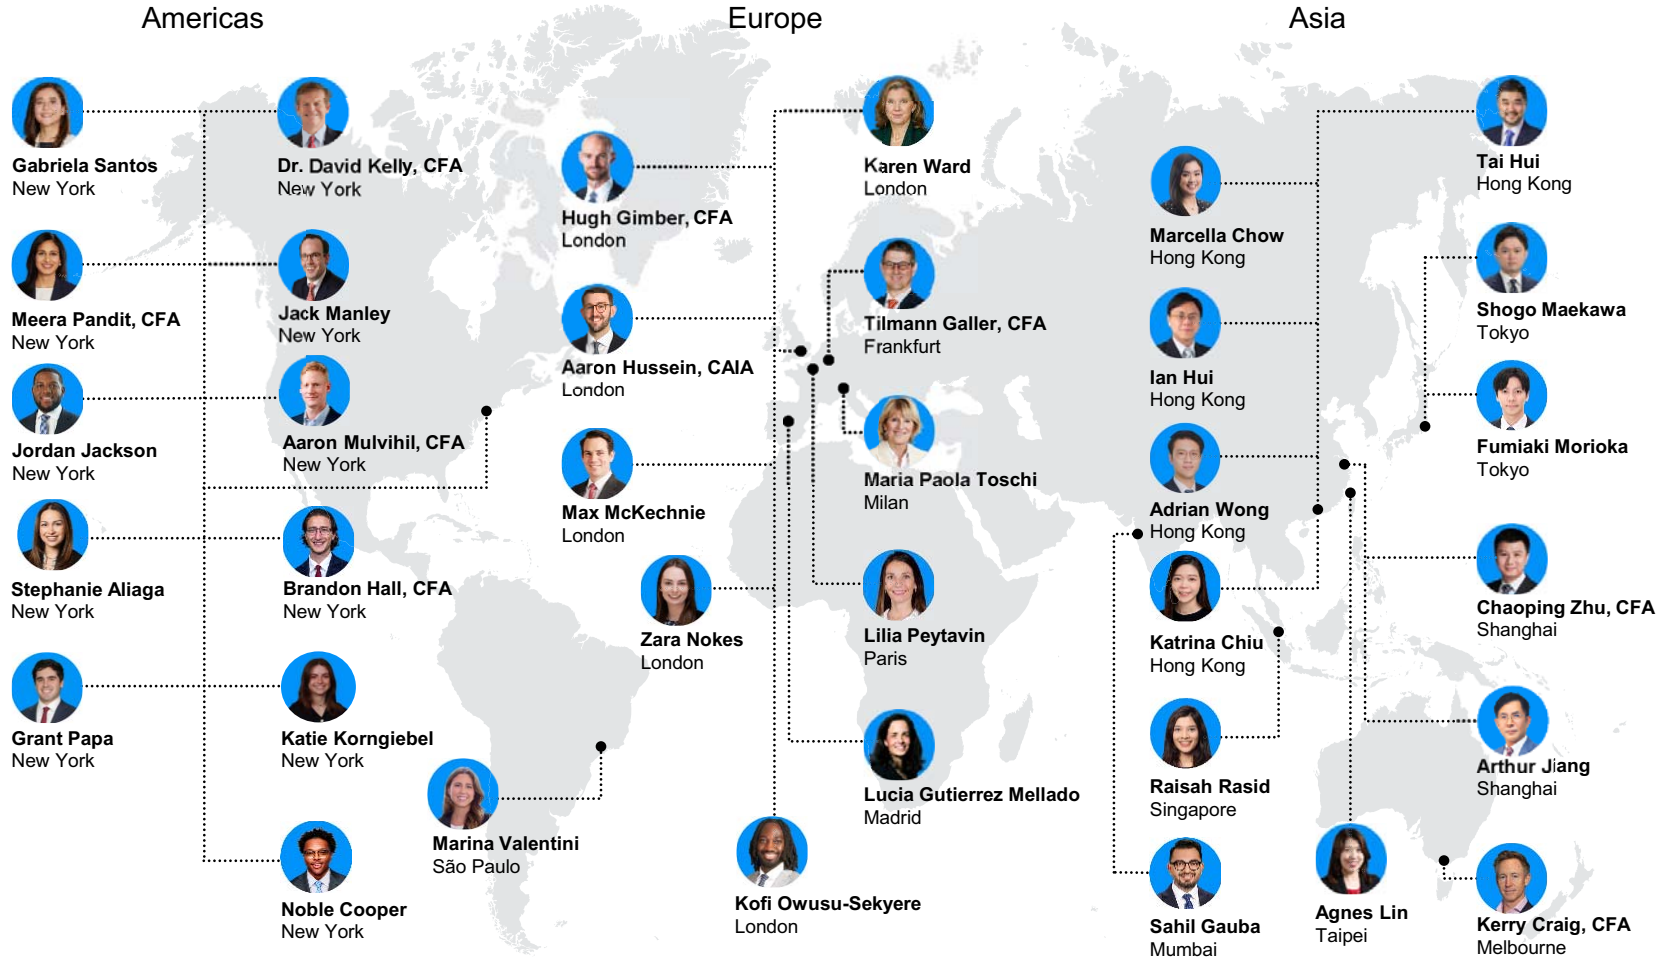 Americas
Europe
Asia
Gabriela Santos
New York
Dr. David Kelly, CFA
New York
Meera Pandit, CFA
New York
Jack Manley
New York
Jordan Jackson
New York
Aaron Mulvihil, CFA
New York
Stephanie Aliaga
New York
Brandon Hall, CFA
New York
Grant Papa
New York
Katie Korngiebel
New York
Noble Cooper
New York
Marina Valentini
São Paulo
Hugh Gimber, CFA
London
Karen Ward
London
Aaron Hussein, CAIA
London
Tilmann Galler, CFA
Frankfurt
Max McKechnie
London
Maria Paola Toschi
Milan
Zara Nokes
London
Lilia Peytavin
Paris
Lucia Gutierrez Mellado
Madrid
Kofi Owusu-Sekyere
London
Marcella Chow
Hong Kong
Tai Hui
Hong Kong
Ian Hui
Hong Kong
Shogo Maekawa
Tokyo
Adrian Wong
Hong Kong
Fumiaki Morioka
Tokyo
Katrina Chiu
Hong Kong
Chaoping Zhu, CFA
Shanghai
Raisah Rasid
Singapore
Arthur Jiang
Shanghai
Sahil Gauba
Mumbai
Agnes Lin
Taipei
Kerry Craig, CFA
Melbourne